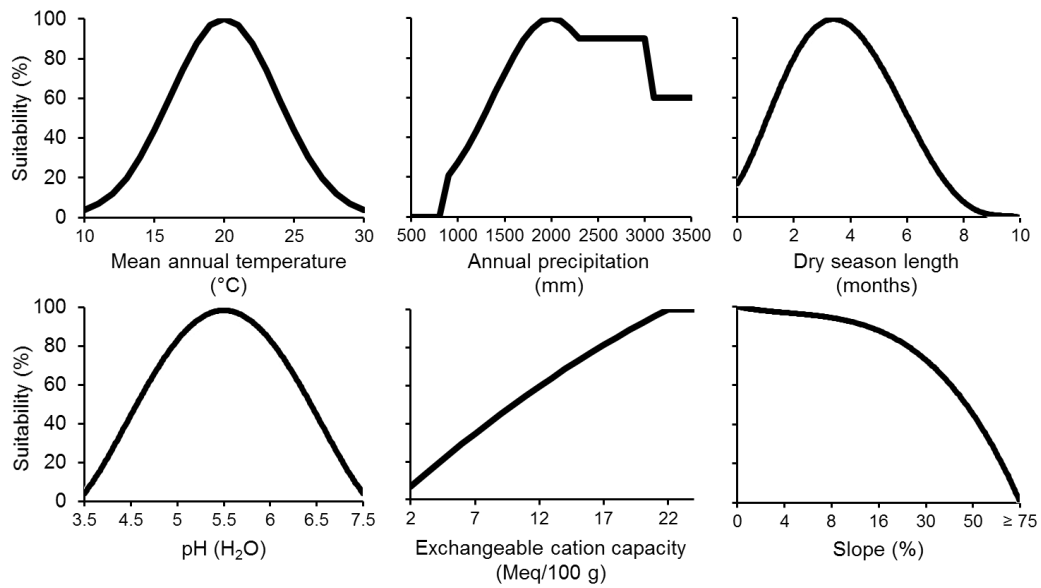 Suitability (%)
100
80
60
40
20
0
10 15 20 25 30
Mean annual temperature
(°C)
500 1000 1500 2000 2500 3000 3500
Annual precipitation
(mm)
0 2 4 6 8 10
Dry season length
(months)
Suitability (%)
100
80
60
40
20
0
3.5 4.5 5 5.5 6 6.5 7.5
pH (H₂O)
2 7 12 17 22
Exchangeable cation capacity
(Meq/100 g)
0 4 8 16 30 50 ≥ 75
Slope (%)